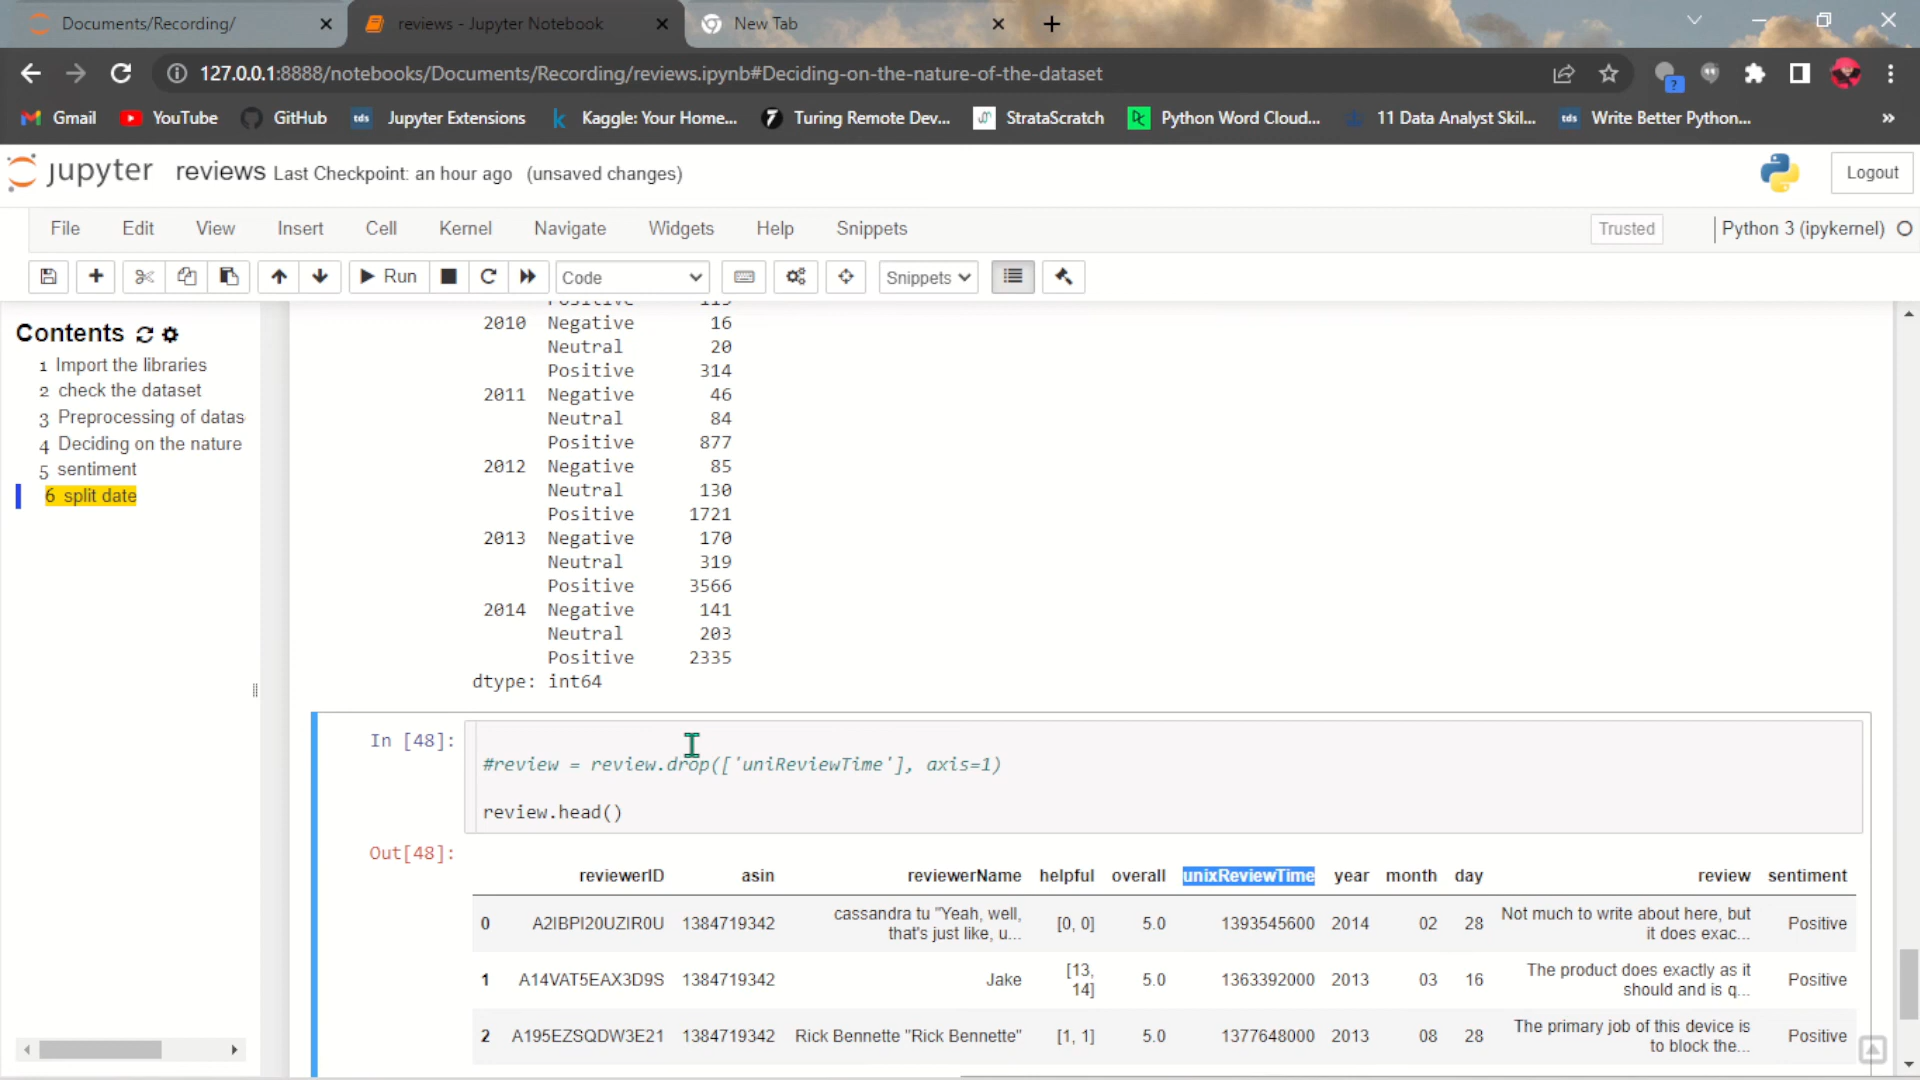 Documents/Recording/
reviews - Jupyter Notebook
New Tab
127.0.0.1:8888/notebooks/Documents/Recording/reviews.ipynb#Deciding-on-the-nature-of-the-dataset
?
Gmail YouTube GitHub tds Jupyter Extensions k Kaggle: Your Home... Turing Remote Dev... StrataScratch Python Word Cloud... 11 Data Analyst Skil... tds Write Better Python... »
jupyter reviews Last Checkpoint: an hour ago (unsaved changes) Logout
File Edit View Insert Cell Kernel Navigate Widgets Help Snippets Trusted Python 3 (ipykernel)
Run Code Snippets
Contents
1 Import the libraries
2 check the dataset
3 Preprocessing of datas
4 Deciding on the nature
5 sentiment
6 split date
2010 Negative 16
Neutral 20
Positive 314
2011 Negative 46
Neutral 84
Positive 877
2012 Negative 85
Neutral 130
Positive 1721
2013 Negative 170
Neutral 319
Positive 3566
2014 Negative 141
Neutral 203
Positive 2335
dtype: int64
In [48]:
#review = review.drop(['uniReviewTime'], axis=1)
review.head()
Out[48]:
reviewerID asin reviewerName helpful overall unixReviewTime year month day review sentiment
0 A2IBPI20UZIR0U 1384719342 cassandra tu "Yeah, well, that's just like, u... [0, 0] 5.0 1393545600 2014 02 28 Not much to write about here, but it does exac... Positive
1 A14VAT5EAX3D9S 1384719342 Jake [13, 14] 5.0 1363392000 2013 03 16 The product does exactly as it should and is q... Positive
2 A195EZSQDW3E21 1384719342 Rick Bennette "Rick Bennette" [1, 1] 5.0 1377648000 2013 08 28 The primary job of this device is to block the... Positive